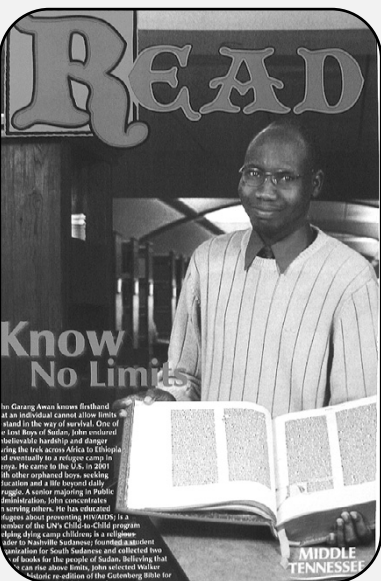 READ
Know
No Limits
hn Garang Awan knows firsthand
at an individual cannot allow limits
stand in the way of survival. One of
e Lost Boys of Sudan, John endured
nbelievable hardship and danger
uring the trek across Africa to Ethiopia
d eventually to a refugee camp in
enya. He came to the U.S. in 2001
ith other orphaned boys, seeking
ducation and a life beyond daily
ruggle. A senior majoring in Public
dministration, John concentrates
n serving others. He has educated
fugees about preventing HIV/AIDS; is a
ember of the UN's Child-to-Child program
elping dying camp children; is a religious
ader to Nashville Sudanese; founded a student
ganization for South Sudanese and collected two
of books for the people of Sudan. Believing that
can rise above limits, John selected Walker
historic re-edition of the Gutenberg Bible for
MIDDLE
TENNESSEE